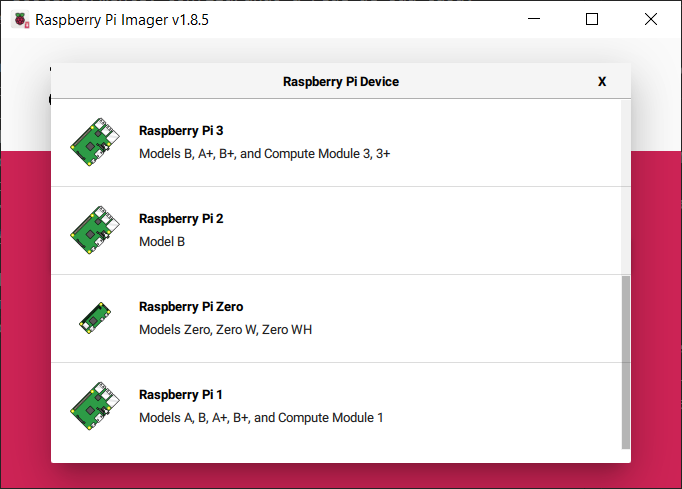 Raspberry Pi Imager v1.8.5
Raspberry Pi Device
X
Raspberry Pi 3
Models B, A+, B+, and Compute Module 3, 3+
Raspberry Pi 2
Model B
Raspberry Pi Zero
Models Zero, Zero W, Zero WH
Raspberry Pi 1
Models A, B, A+, B+, and Compute Module 1